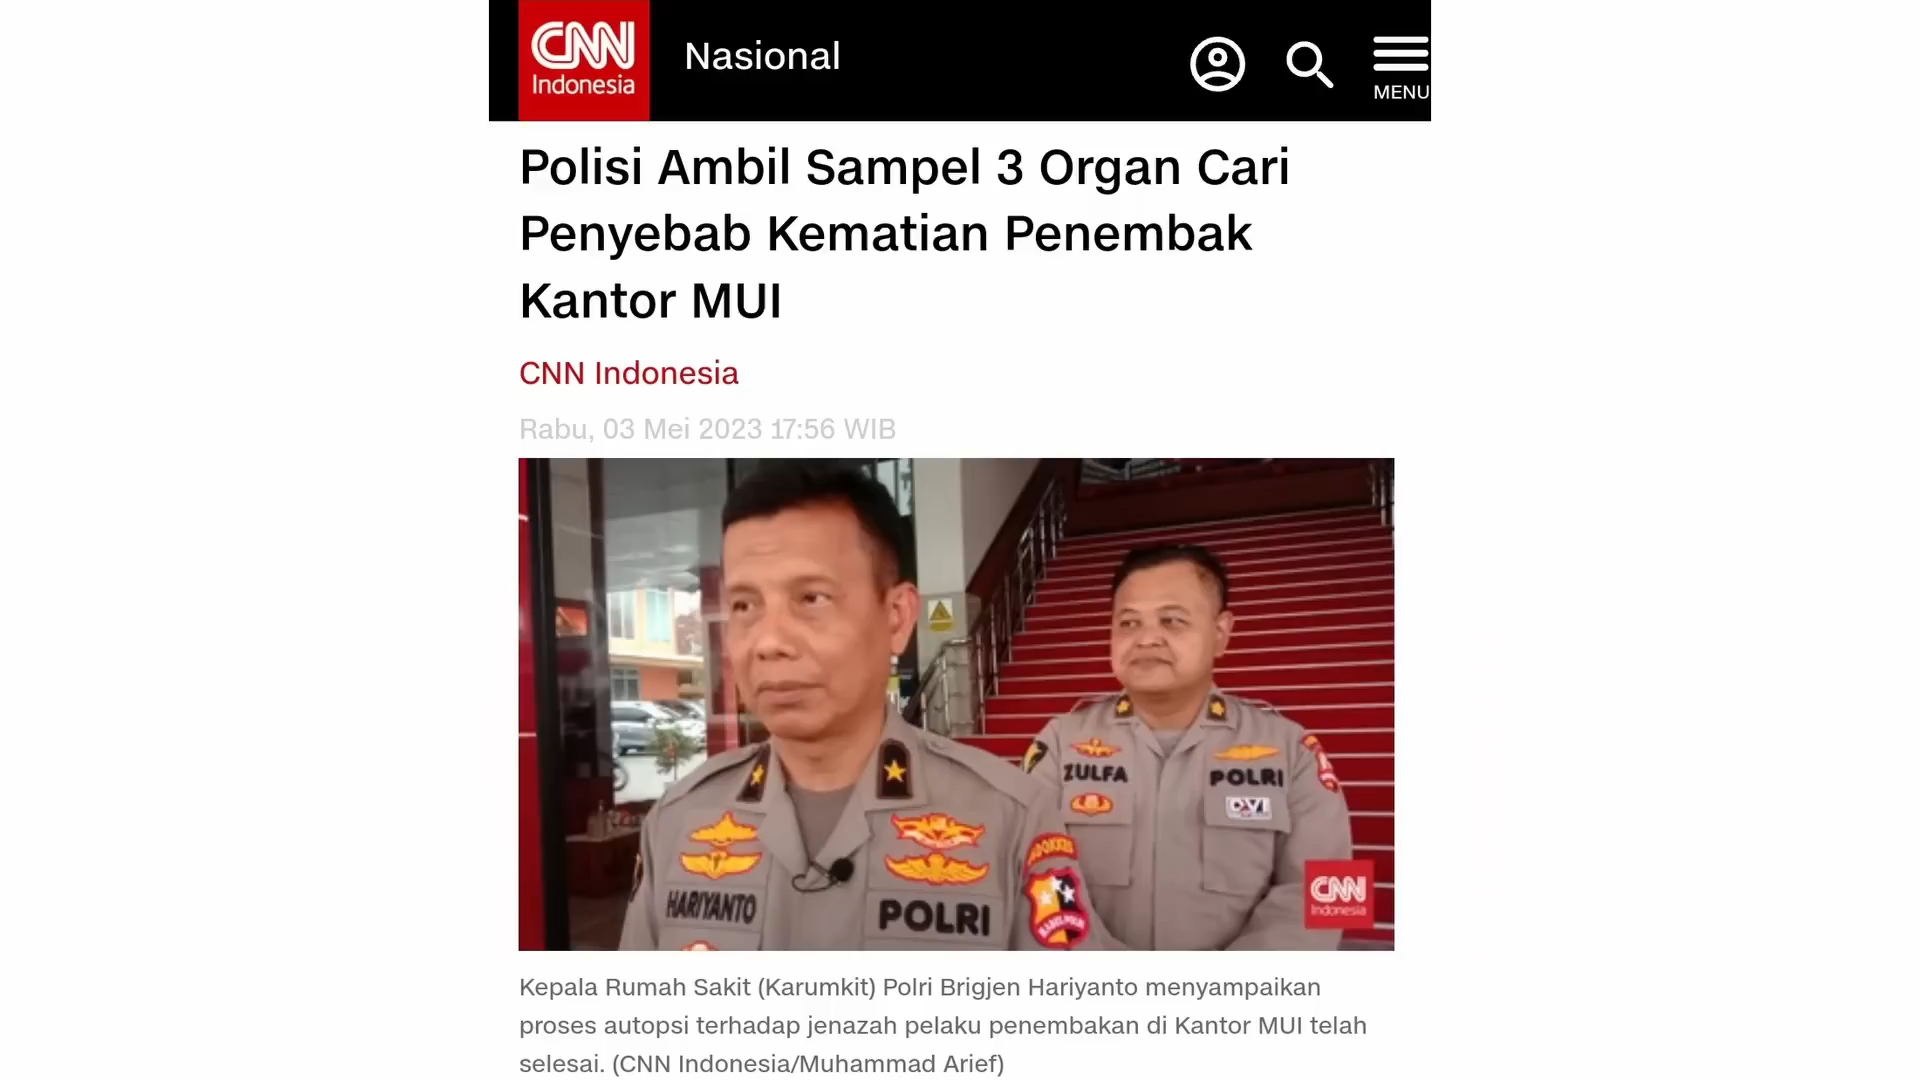 CNN
Indonesia
Nasional
MENU
Polisi Ambil Sampel 3 Organ Cari
Penyebab Kematian Penembak
Kantor MUI
CNN Indonesia
Rabu, 03 Mei 2023 17:56 WIB
ZULFA
POLRI
DVI
HARIYANTO
POLRI
CNN
Indonesia
Kepala Rumah Sakit (Karumkit) Polri Brigjen Hariyanto menyampaikan
proses autopsi terhadap jenazah pelaku penembakan di Kantor MUI telah
selesai. (CNN Indonesia/Muhammad Arief)